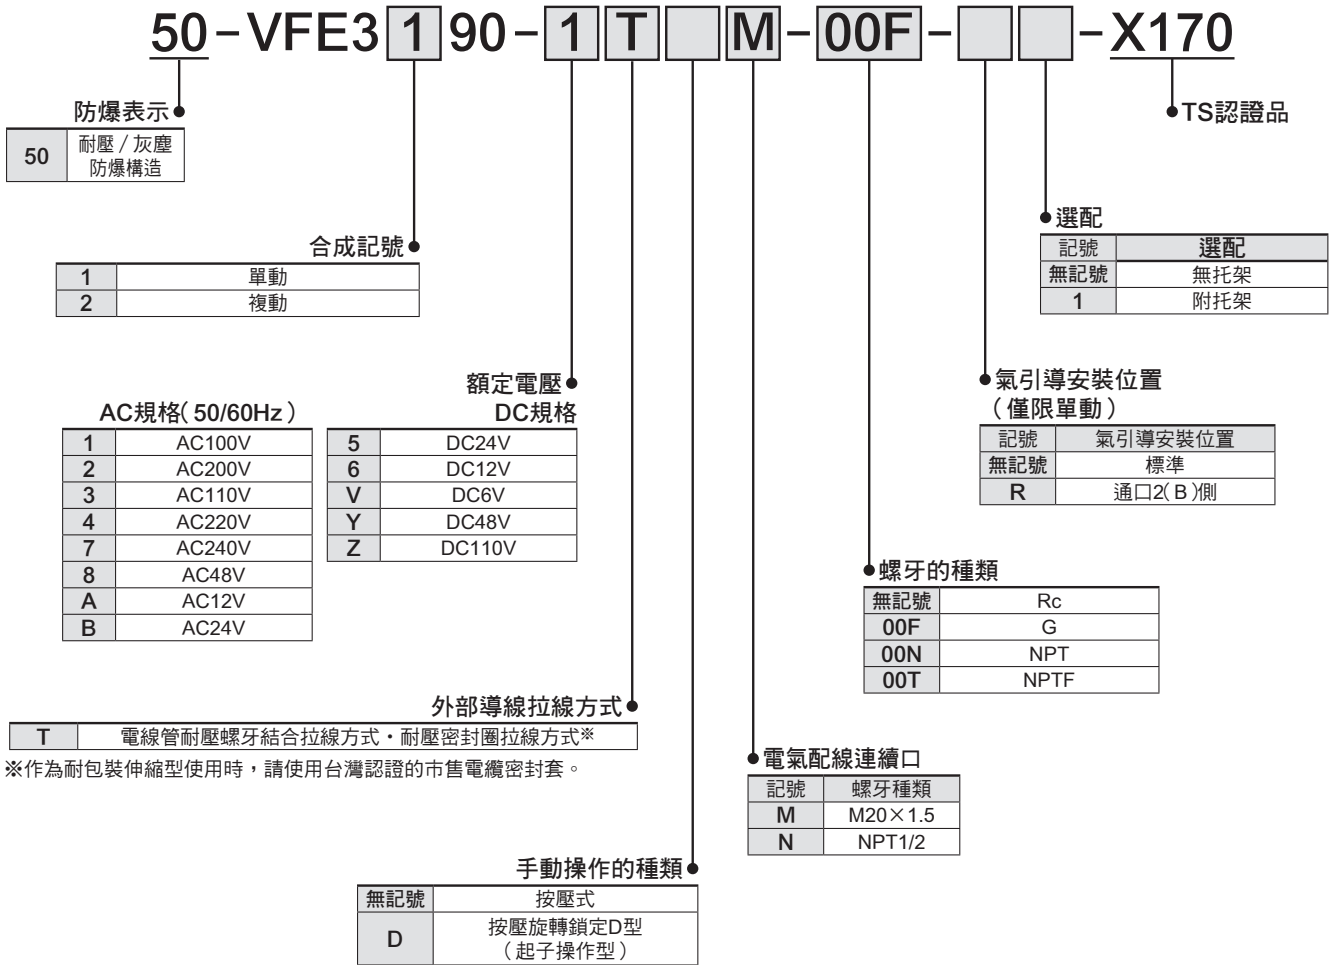 50-VFE3 1 90-1 T M-00F- -X170
防爆表示
50 耐壓／灰塵
防爆構造
TS認證品
合成記號
1 單動
2 複動
選配
記號 選配
無記號 無托架
1 附托架
額定電壓
AC規格(50/60Hz)
1 AC100V
2 AC200V
3 AC110V
4 AC220V
7 AC240V
8 AC48V
A AC12V
B AC24V
DC規格
5 DC24V
6 DC12V
V DC6V
Y DC48V
Z DC110V
氣引導安裝位置
（僅限單動）
記號 氣引導安裝位置
無記號 標準
R 通口2(B)側
螺牙的種類
無記號 Rc
00F G
00N NPT
00T NPTF
外部導線拉線方式
T 電線管耐壓螺牙結合拉線方式・耐壓密封圈拉線方式※
※作為耐包裝伸縮型使用時，請使用台灣認證的市售電纜密封套。
電氣配線連續口
記號 螺牙種類
M M20×1.5
N NPT1/2
手動操作的種類
無記號 按壓式
D 按壓旋轉鎖定D型
（起子操作型）